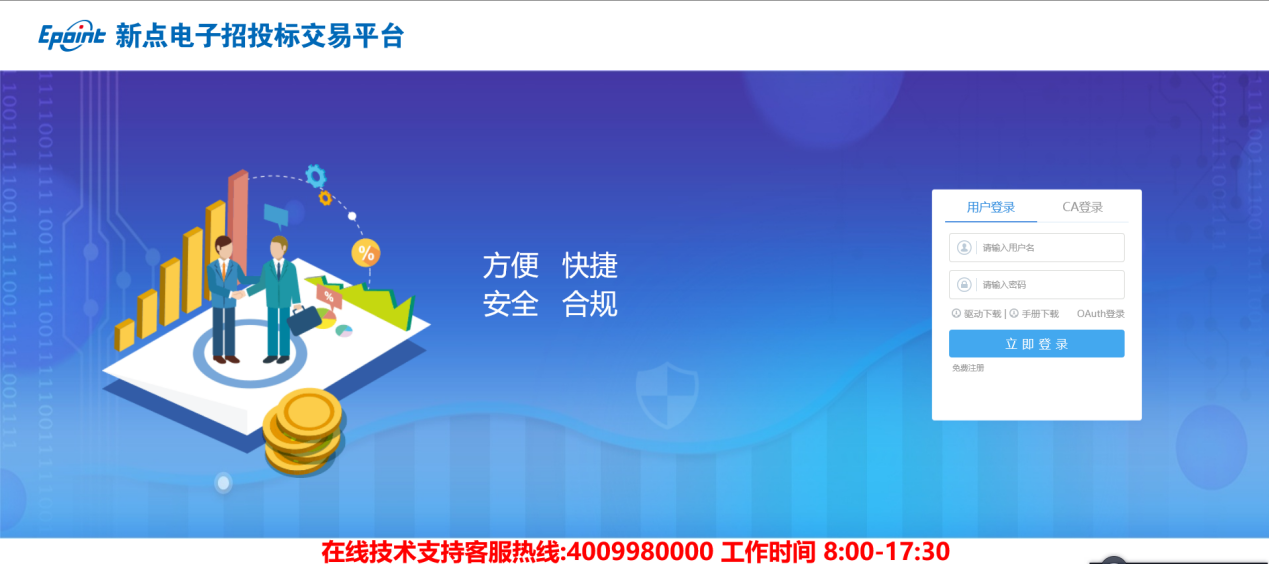 Epoint 新点电子招投标交易平台
用户登录 CA登录
请输入用户名
方便 快捷
请输入密码
安全 合规
驱动下载 | 手册下载 OAuth登录
立即登录
免费注册
在线技术支持客服热线:4009980000 工作时间 8:00-17:30
%
%